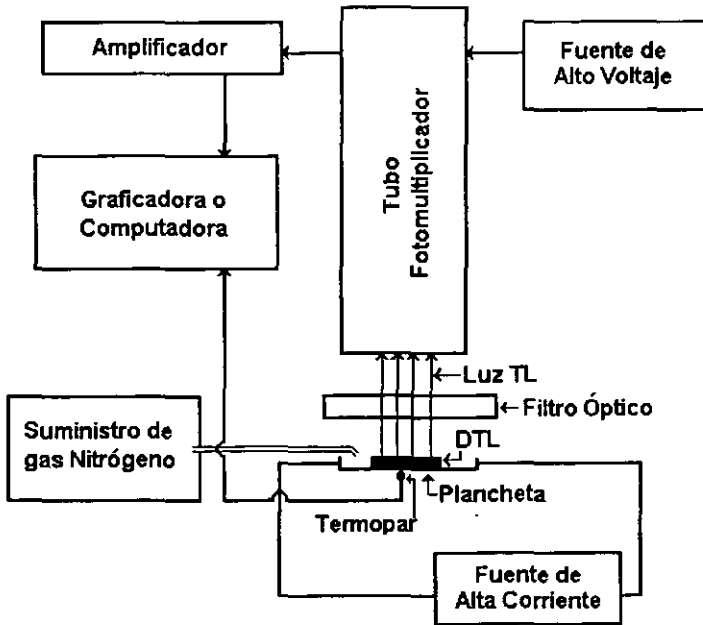 Amplificador
Fuente de
Alto Voltaje
Tubo
Fotomultiplicador
Graficadora o
Computadora
Luz TL
Filtro Óptico
Suministro de
gas Nitrógeno
DTL
Plancheta
Termopar
Fuente de
Alta Corriente